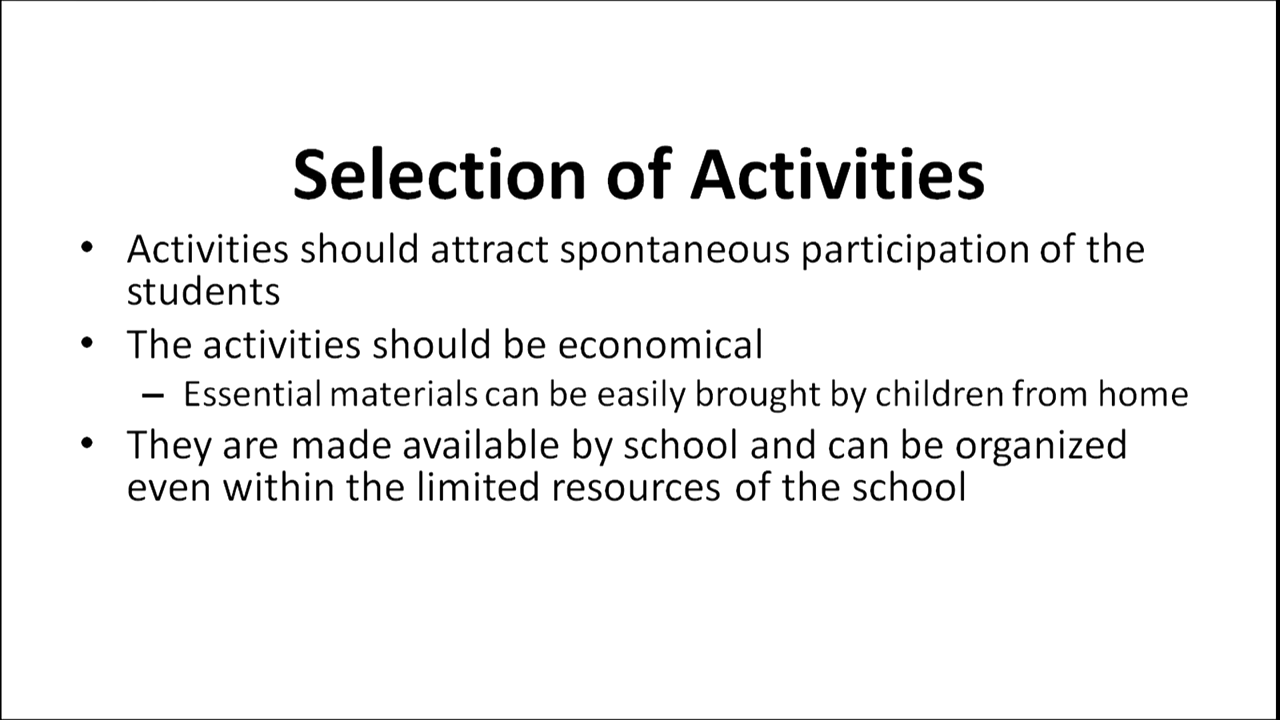 Selection of Activities
• Activities should attract spontaneous participation of the
students
• The activities should be economical
– Essential materials can be easily brought by children from home
• They are made available by school and can be organized
even within the limited resources of the school